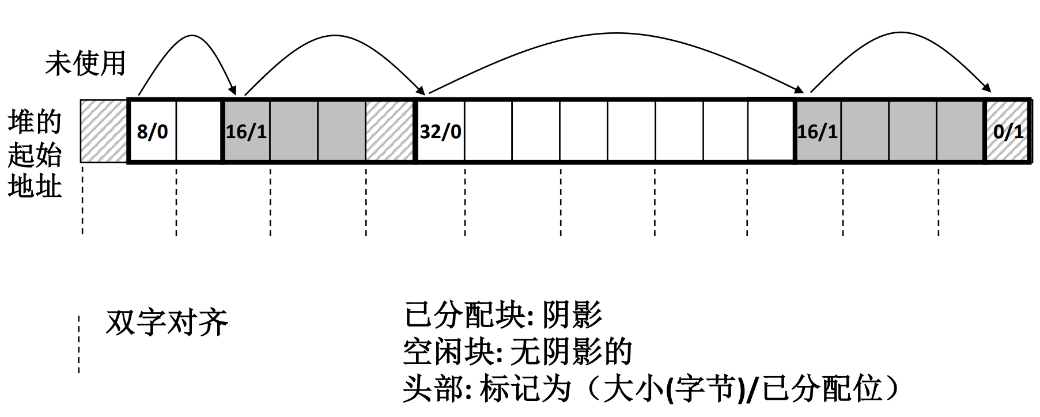 未使用
堆的
起始
地址
8/0
16/1
32/0
16/1
0/1
双字对齐
已分配块: 阴影
空闲块: 无阴影的
头部: 标记为（大小(字节)/已分配位）